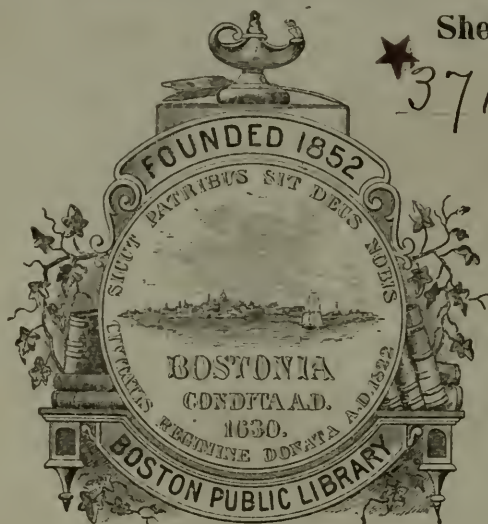 She
37
FOUNDED 1852
SICUT PATRIBUS SIT DEUS NOBIS
BOSTONIA
CONDITA A.D.
1630.
CIVITATIS REGIMINE DONATA A.D. 1822
BOSTON PUBLIC LIBRARY